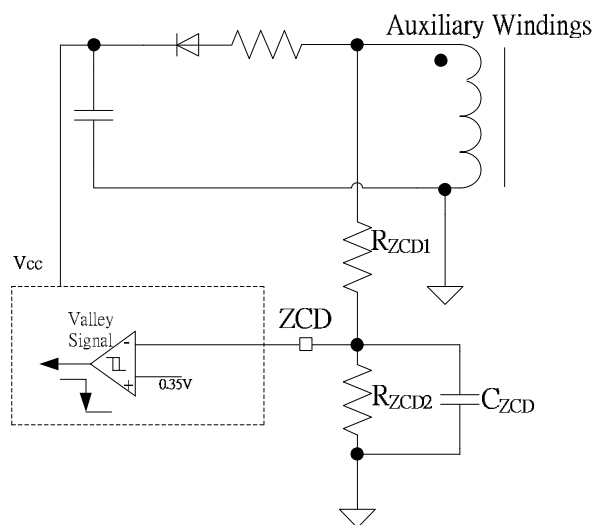 Auxiliary Windings
RZCD1
Vcc
Valley
Signal
ZCD
-
+
0.35V
RZCD2
CZCD